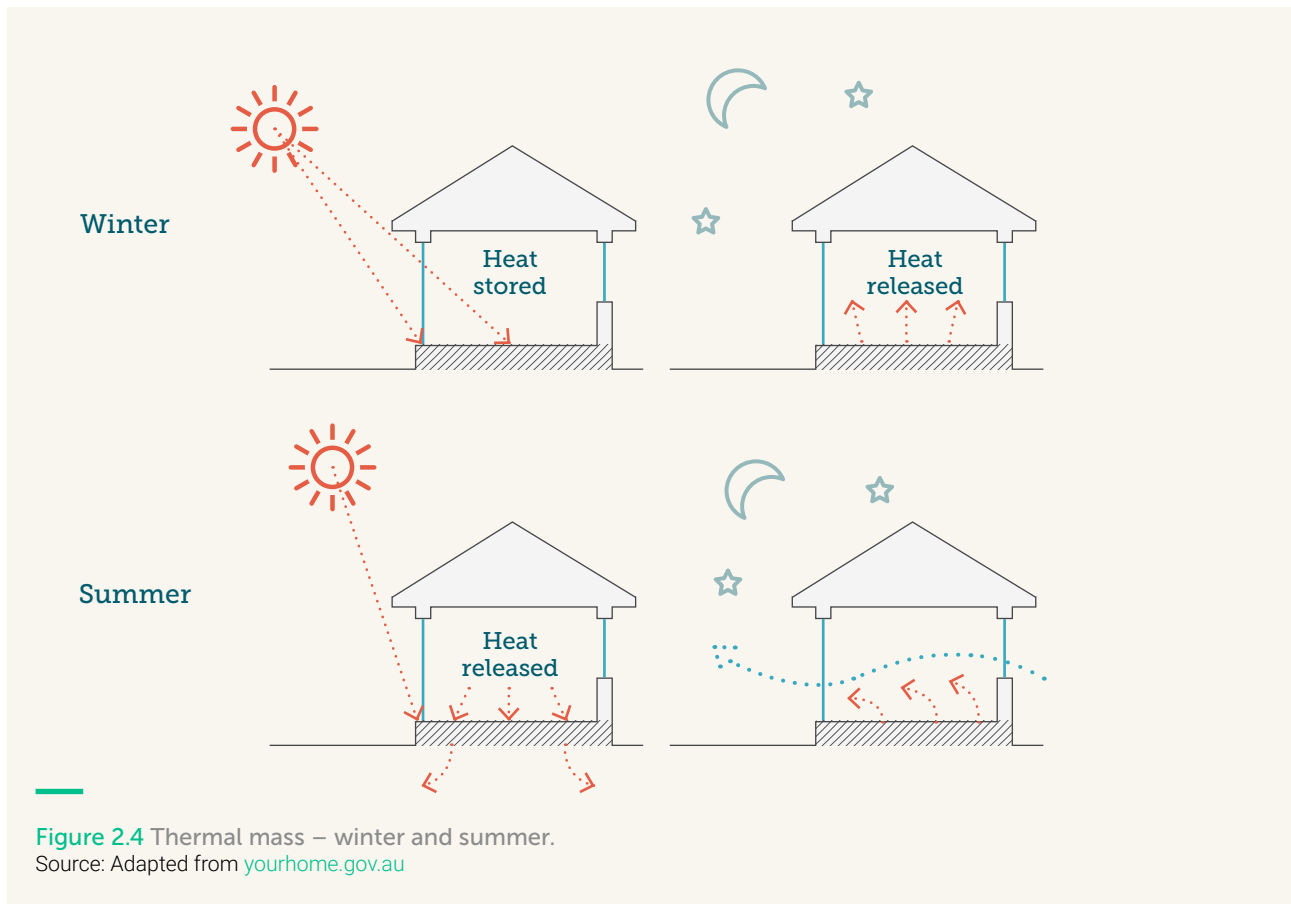 Winter
Heat
stored
Heat
released
Summer
Heat
released
Figure 2.4 Thermal mass – winter and summer.
Source: Adapted from yourhome.gov.au